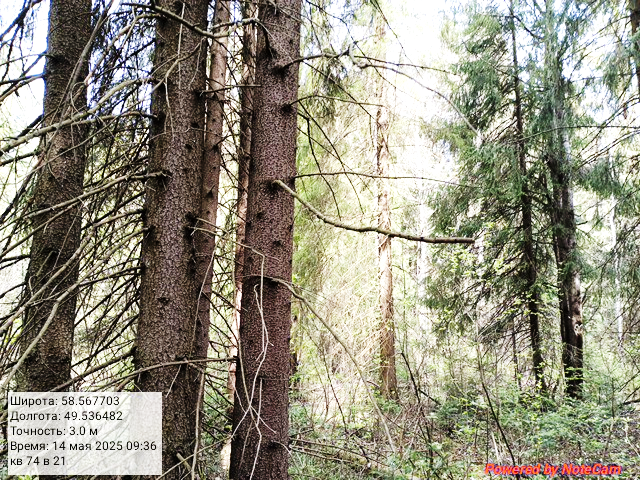 Широта: 58.567703
Долгота: 49.536482
Точность: 3.0 м
Время: 14 мая 2025 09:36
кв 74 в 21
Powered by NoteCam